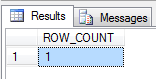 Results Messages
ROW_COUNT
1 1